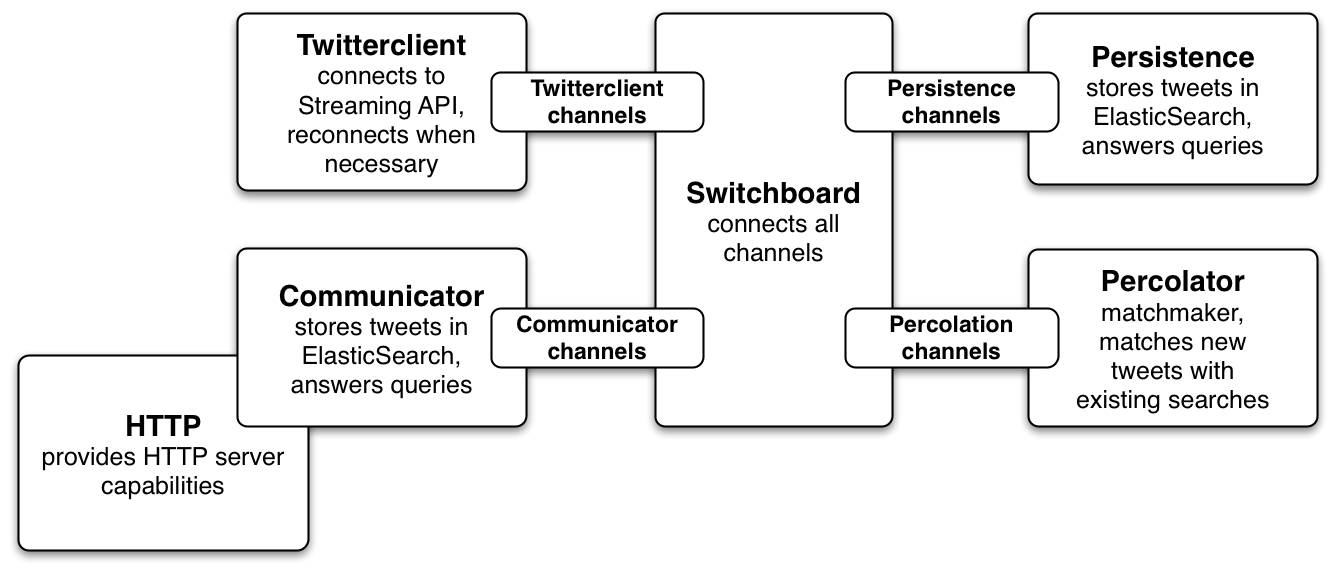 Twitterclient
connects to
Streaming API,
reconnects when
necessary
Twitterclient
channels
Switchboard
connects all
channels
Persistence
channels
Persistence
stores tweets in
ElasticSearch,
answers queries
Communicator
stores tweets in
ElasticSearch,
answers queries
Communicator
channels
Percolation
channels
Percolator
matchmaker,
matches new
tweets with
existing searches
HTTP
provides HTTP server
capabilities